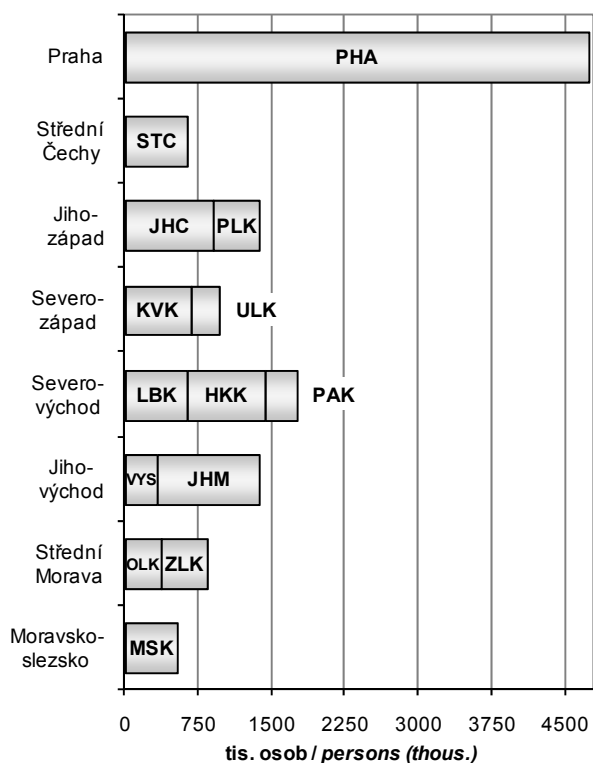 Praha
PHA
Střední
Čechy
STC
Jiho-
západ
JHC PLK
Severo-
západ
KVK ULK
Severo-
východ
LBK HKK PAK
Jiho-
východ
VYS JHM
Střední
Morava
OLK ZLK
Moravsko-
slezsko
MSK
0 750 1500 2250 3000 3750 4500
tis. osob / persons (thous.)